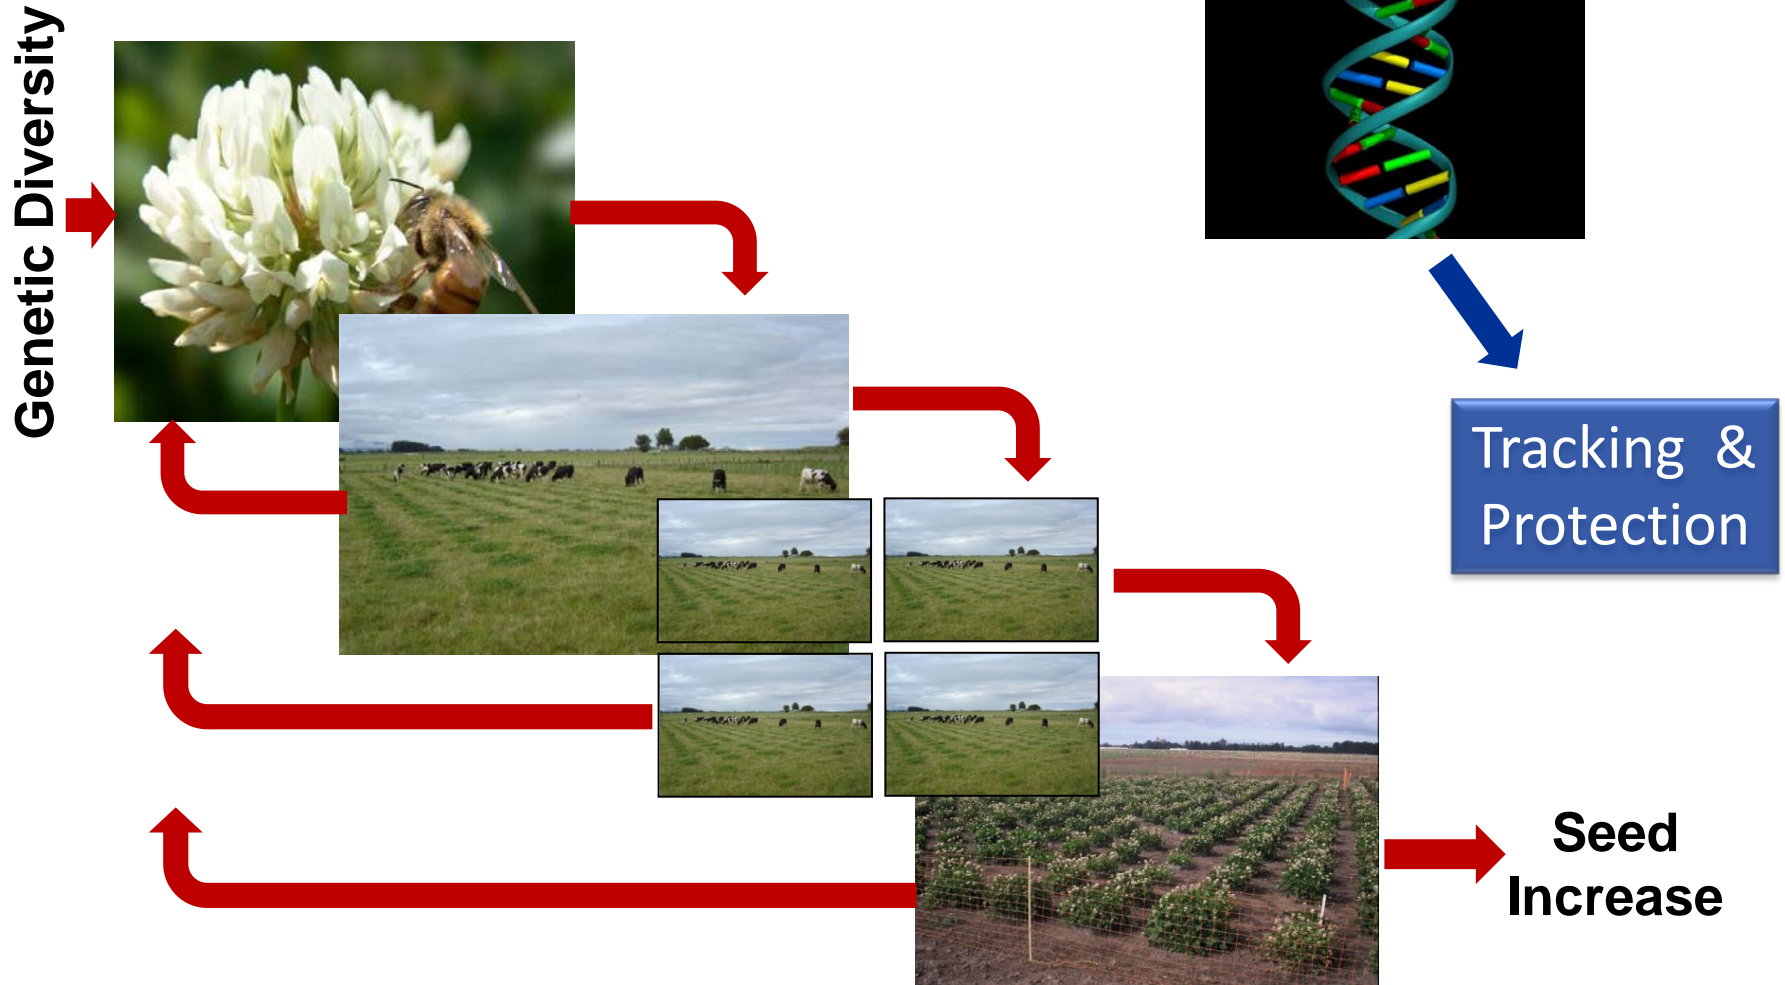 Genetic Diversity
Tracking &
Protection
Seed
Increase